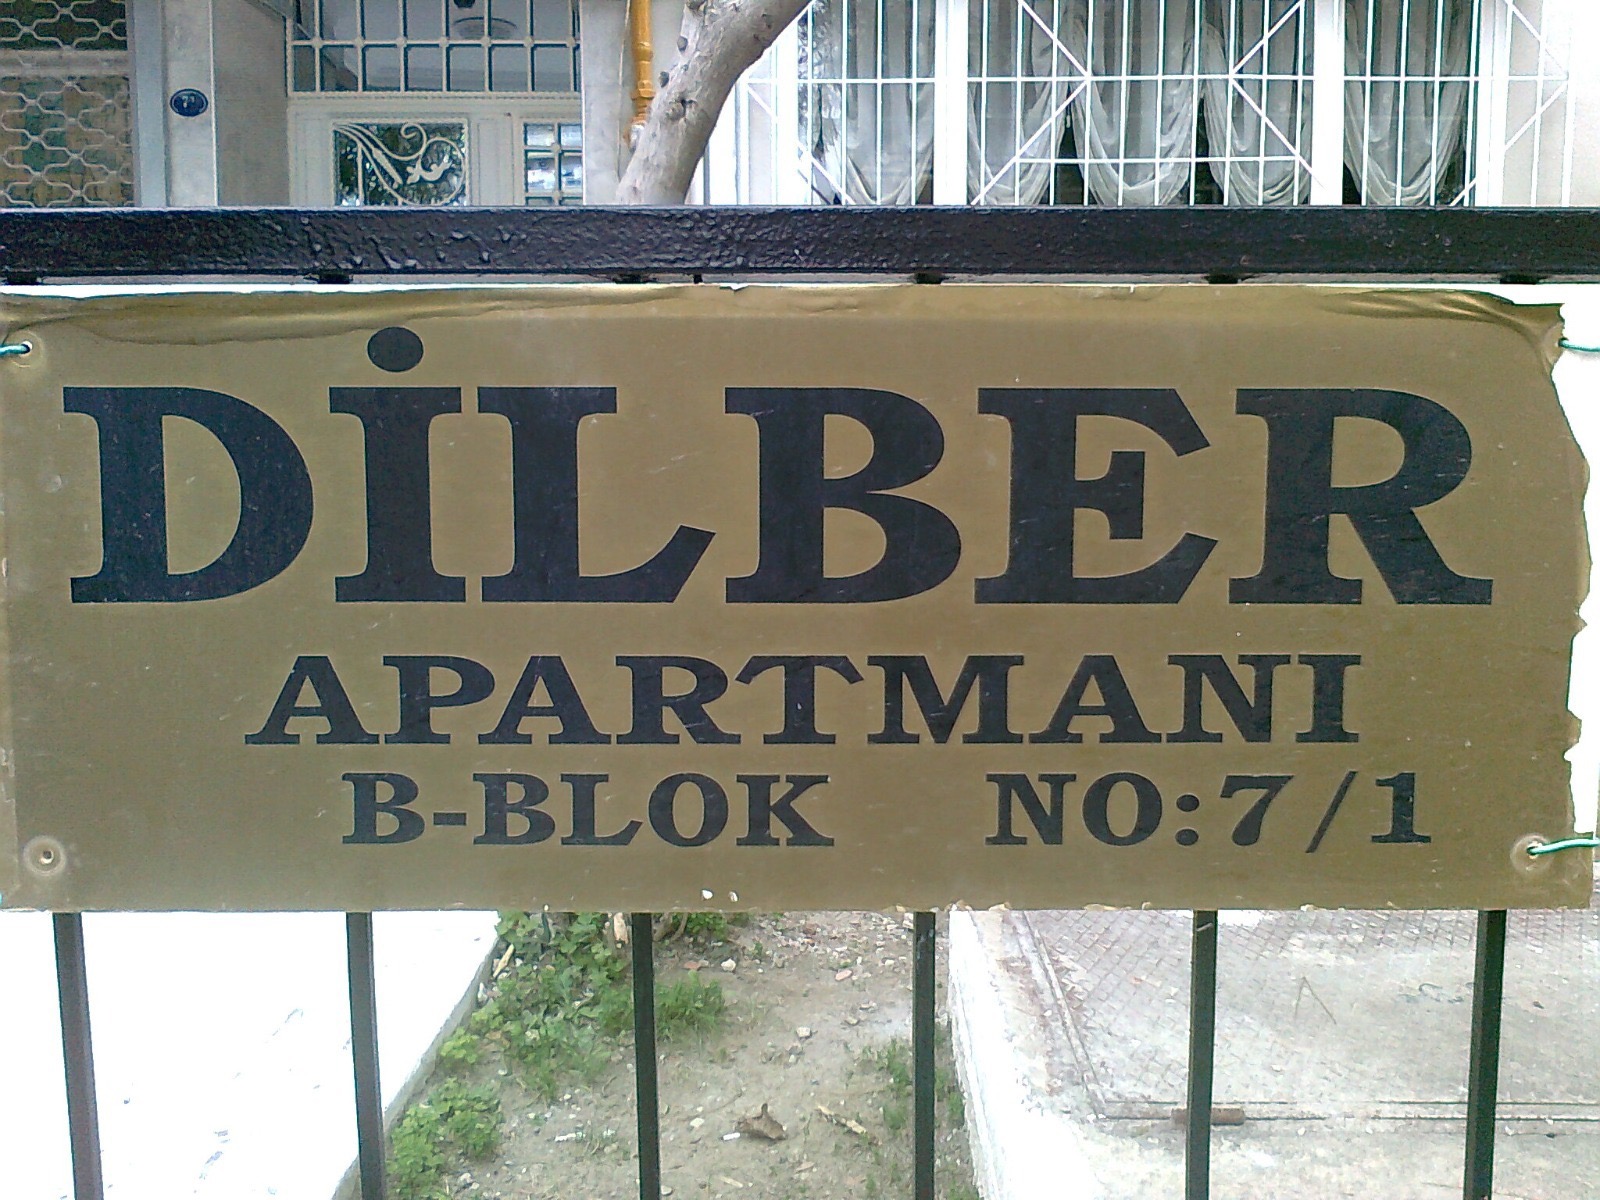 DİLBER
APARTMANI
B-BLOK NO:7/1